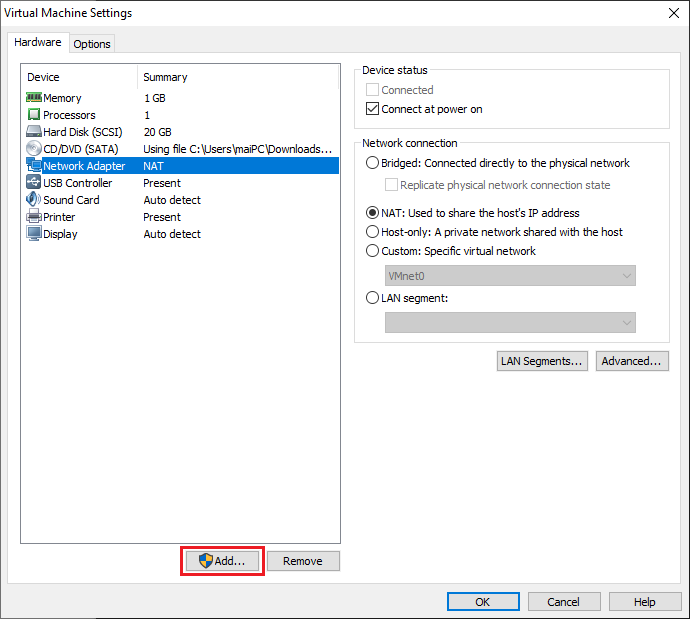 Virtual Machine Settings
Hardware
Options
Device Summary
Memory 1 GB
Processors 1
Hard Disk (SCSI) 20 GB
CD/DVD (SATA) Using file C:\Users\maiPC\Downloads...
Network Adapter NAT
USB Controller Present
Sound Card Auto detect
Printer Present
Display Auto detect
Add...
Remove
Device status
Connected
Connect at power on
Network connection
Bridged: Connected directly to the physical network
Replicate physical network connection state
NAT: Used to share the host's IP address
Host-only: A private network shared with the host
Custom: Specific virtual network
VMnet0
LAN segment:
LAN Segments...
Advanced...
OK
Cancel
Help